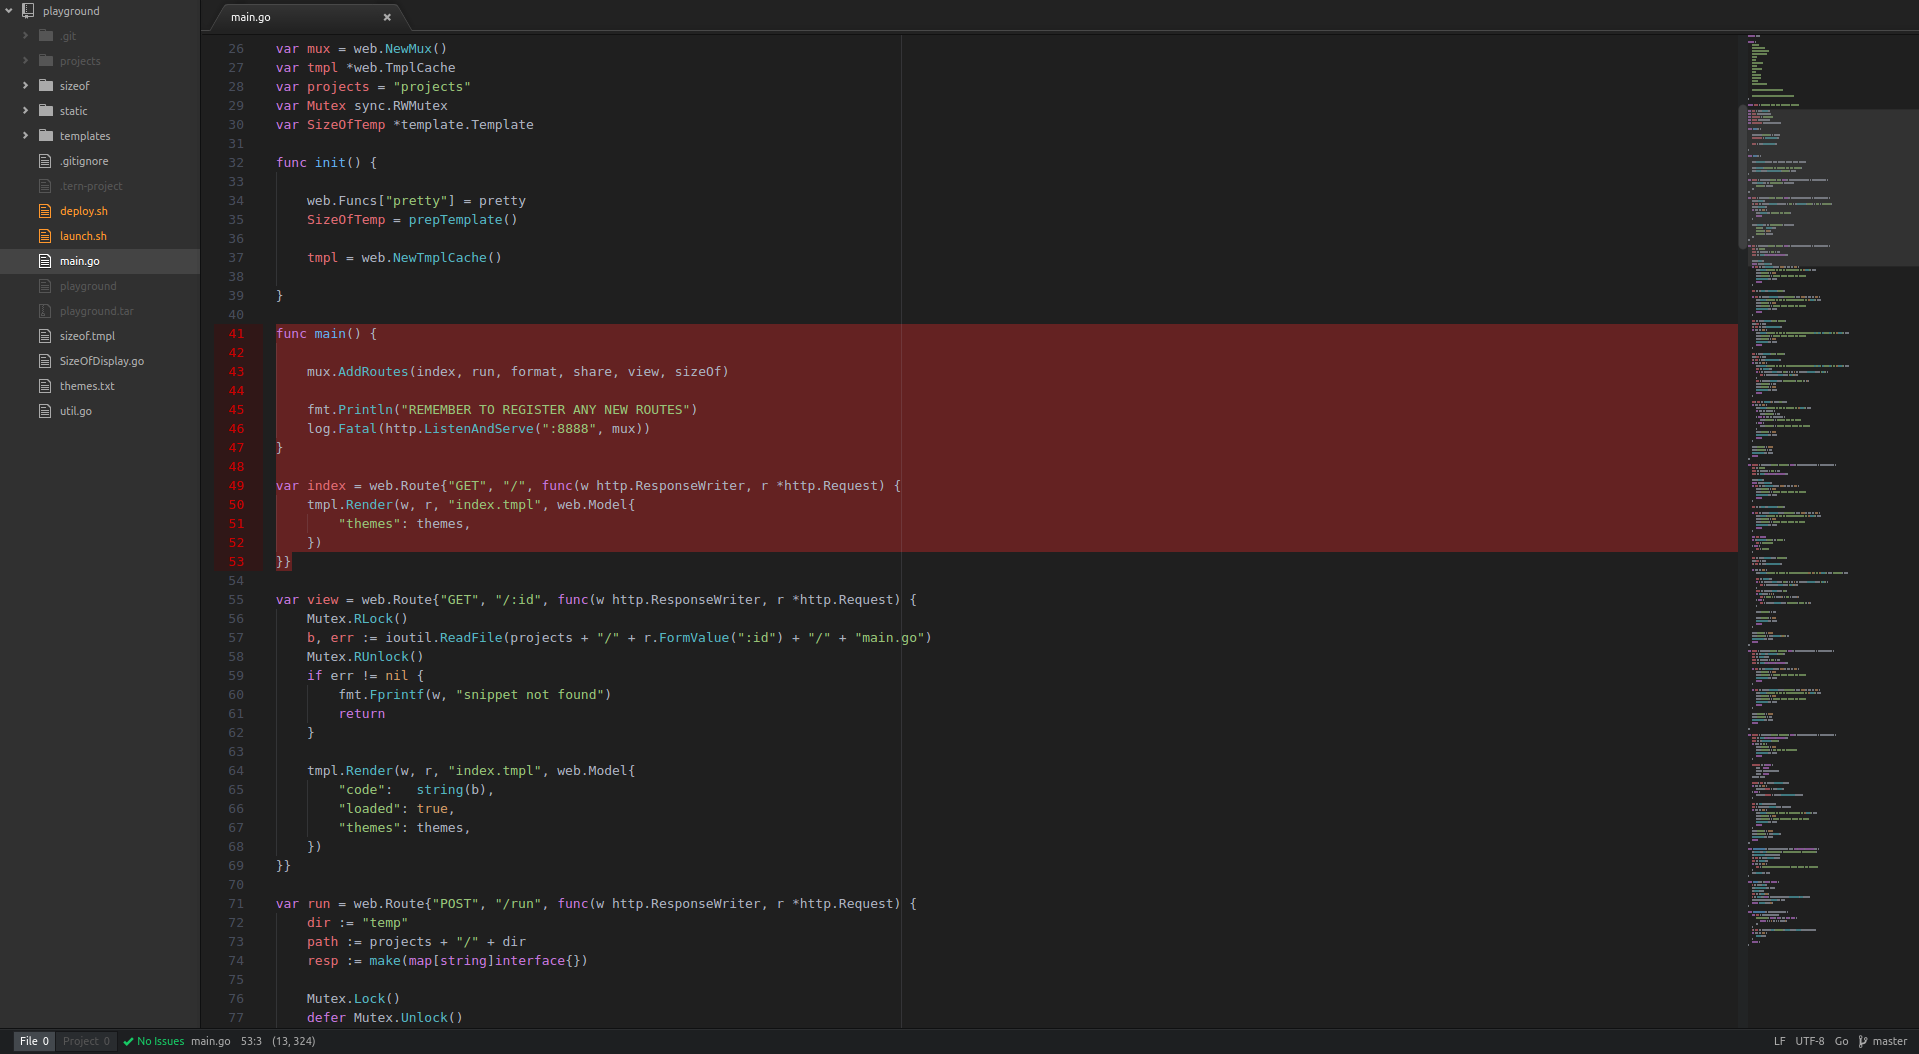 playground
.git
projects
sizeof
static
templates
.gitignore
.tern-project
deploy.sh
launch.sh
main.go
playground
playground.tar
sizeof.tmpl
SizeOfDisplay.go
themes.txt
util.go
main.go ×
26 var mux = web.NewMux()
27 var tmpl *web.TmplCache
28 var projects = "projects"
29 var Mutex sync.RWMutex
30 var SizeOfTemp *template.Template
31
32 func init() {
33
34     web.Funcs["pretty"] = pretty
35     SizeOfTemp = prepTemplate()
36
37     tmpl = web.NewTmplCache()
38
39 }
40
41 func main() {
42
43     mux.AddRoutes(index, run, format, share, view, sizeOf)
44
45     fmt.Println("REMEMBER TO REGISTER ANY NEW ROUTES")
46     log.Fatal(http.ListenAndServe(":8888", mux))
47 }
48
49 var index = web.Route{"GET", "/", func(w http.ResponseWriter, r *http.Request) {
50     tmpl.Render(w, r, "index.tmpl", web.Model{
51         "themes": themes,
52     })
53 }}
54
55 var view = web.Route{"GET", "/:id", func(w http.ResponseWriter, r *http.Request) {
56     Mutex.RLock()
57     b, err := ioutil.ReadFile(projects + "/" + r.FormValue(":id") + "/" + "main.go")
58     Mutex.RUnlock()
59     if err != nil {
60         fmt.Fprintf(w, "snippet not found")
61         return
62     }
63
64     tmpl.Render(w, r, "index.tmpl", web.Model{
65         "code":   string(b),
66         "loaded": true,
67         "themes": themes,
68     })
69 }}
70
71 var run = web.Route{"POST", "/run", func(w http.ResponseWriter, r *http.Request) {
72     dir := "temp"
73     path := projects + "/" + dir
74     resp := make(map[string]interface{})
75
76     Mutex.Lock()
77     defer Mutex.Unlock()
File 0 Project 0 No Issues main.go 53:3 (13, 324) LF UTF-8 Go master